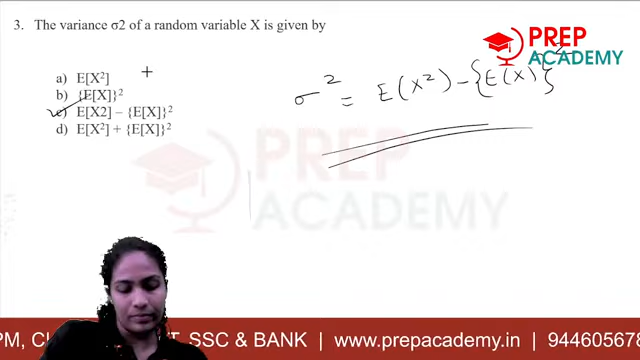 3. The variance σ2 of a random variable X is given by
PREP
ACADEMY
a) E[X²]
b) {E[X]}²
c) E[X2] – {E[X]}²
d) E[X²] + {E[X]}²
+
σ² = E(X²) – {E(X)}²
PREP
ACADEMY
PM, C
T, SSC & BANK / www.prepacademy.in / 944605678